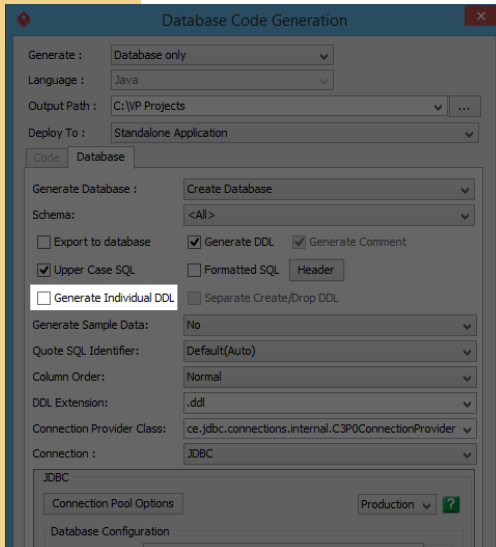 Database Code Generation
Generate : Database only
Language : Java
Output Path : C:\VP Projects ...
Deploy To : Standalone Application
Code Database
Generate Database : Create Database
Schema: <All>
Export to database Generate DDL Generate Comment
Upper Case SQL Formatted SQL Header
Generate Individual DDL Separate Create/Drop DDL
Generate Sample Data: No
Quote SQL Identifier: Default(Auto)
Column Order: Normal
DDL Extension: .ddl
Connection Provider Class: ce.jdbc.connections.internal.C3P0ConnectionProvider
Connection : JDBC
JDBC
Connection Pool Options Production ?
Database Configuration